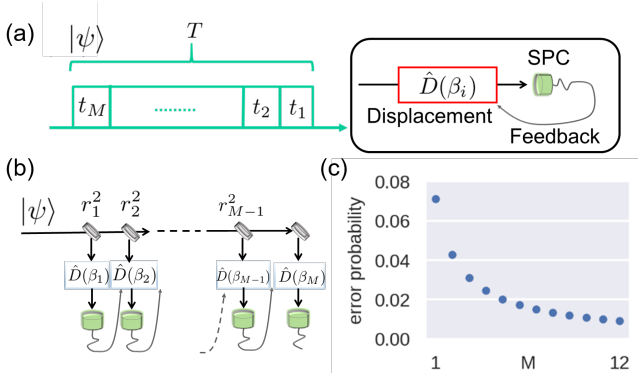 (a)
|ψ⟩
T
t_M ......... t_2 t_1
D̂(β_i)
SPC
Displacement
Feedback
(b)
|ψ⟩ r_1^2 r_2^2 r_{M-1}^2
D̂(β_1) D̂(β_2) D̂(β_{M-1}) D̂(β_M)
(c)
error probability
0.08
0.06
0.04
0.02
0.00
1 M 12